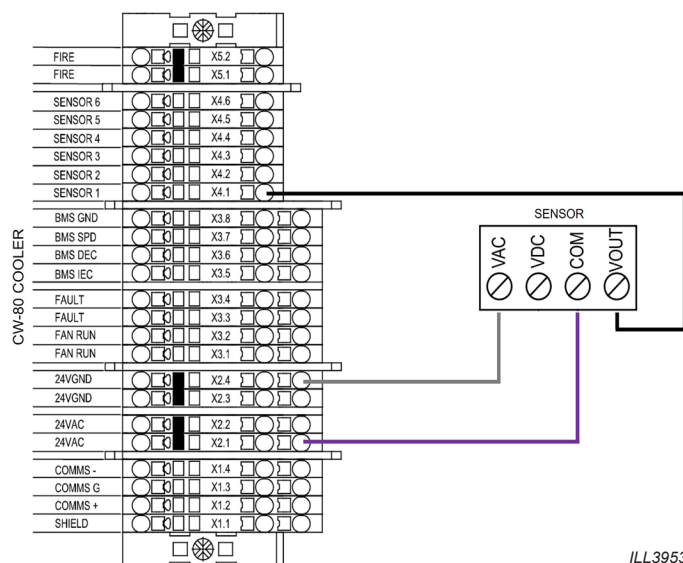 FIRE X5.2
FIRE X5.1
SENSOR 6 X4.6
SENSOR 5 X4.5
SENSOR 4 X4.4
SENSOR 3 X4.3
SENSOR 2 X4.2
SENSOR 1 X4.1
BMS GND X3.8
BMS SPD X3.7
BMS DEC X3.6
BMS IEC X3.5
FAULT X3.4
FAULT X3.3
FAN RUN X3.2
FAN RUN X3.1
24VGND X2.4
24VGND X2.3
24VAC X2.2
24VAC X2.1
COMMS - X1.4
COMMS G X1.3
COMMS + X1.2
SHIELD X1.1
CW-80 COOLER
SENSOR
VAC VDC COM VOUT
ILL3953